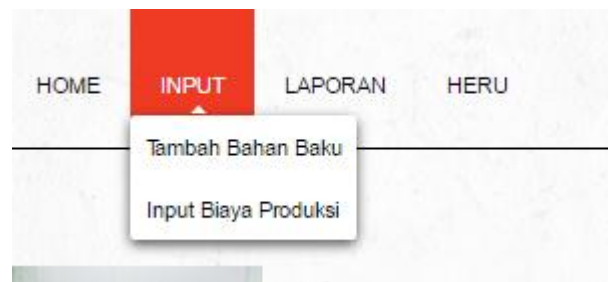 HOME INPUT LAPORAN HERU
Tambah Bahan Baku
Input Biaya Produksi